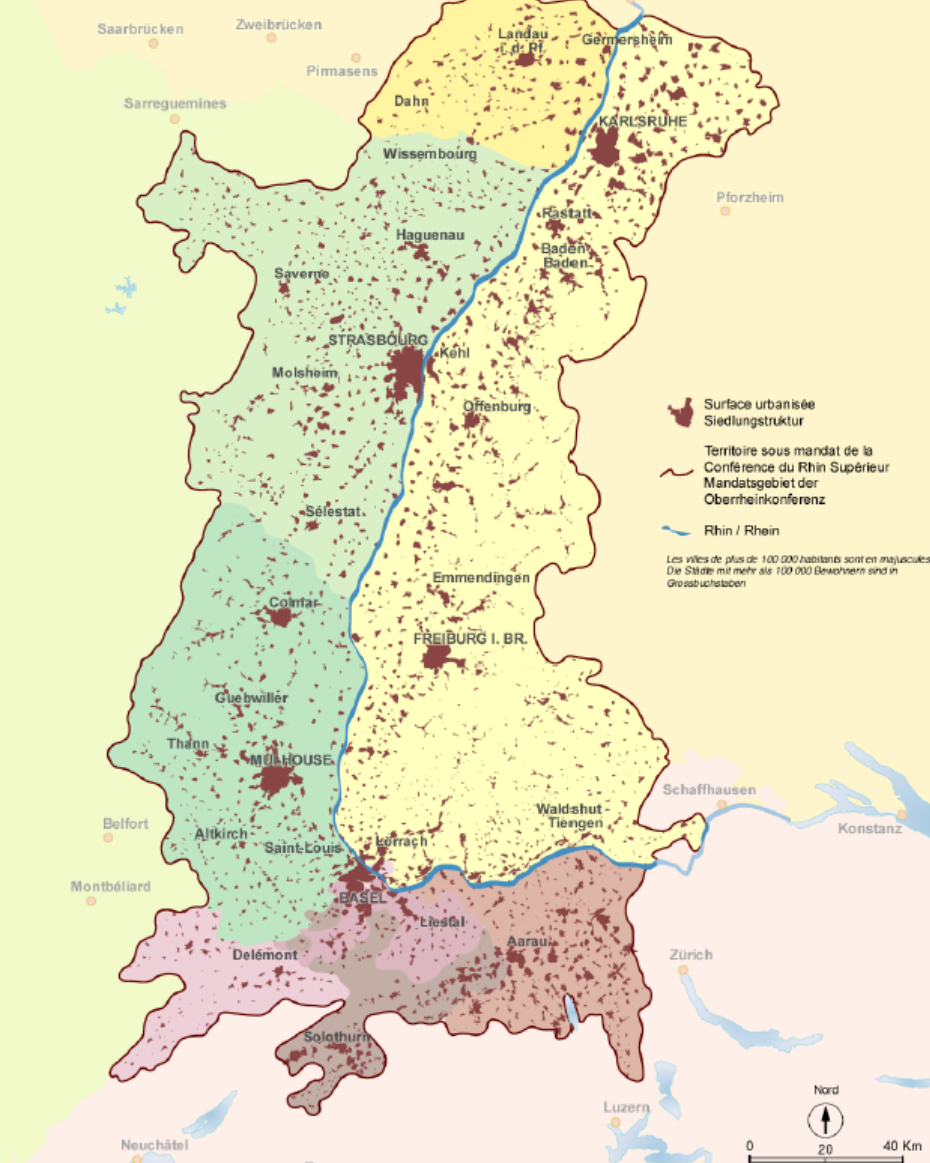 Saarbrücken
Zweibrücken
Landau
i. d. Pf.
Germersheim
Pirmasens
Sarreguemines
Dahn
KARLSRUHE
Wissembourg
Pforzheim
Rastatt
Haguenau
Baden
Baden
Saverne
STRASBOURG
Kehl
Molsheim
Offenburg
Surface urbanisée
Siedlungstruktur
Territoire sous mandat de la
Conférence du Rhin Supérieur
Mandatsgebiet der
Oberrheinkonferenz
Sélestat
Rhin / Rhein
Les villes de plus de 100 000 habitants sont en majuscules
Die Städte mit mehr als 100 000 Bewohnern sind in
Grossbuchstaben
Emmendingen
Colmar
FREIBURG I. BR.
Guebwiller
Thann
MULHOUSE
Schaffhausen
Waldshut -
Tiengen
Konstanz
Belfort
Altkirch
Saint-Louis
Lörrach
Montbéliard
BASEL
Liestal
Delémont
Aarau
Zürich
Solothurn
Nord
Luzern
Neuchâtel
0 20 40 Km